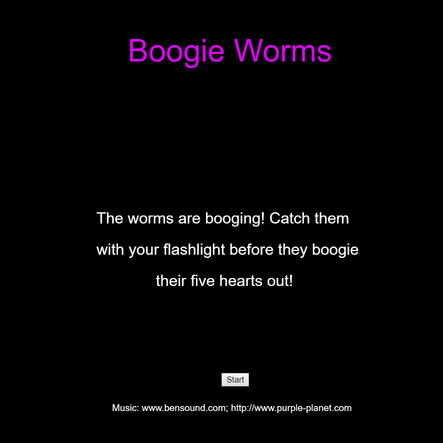 Boogie Worms
The worms are booging! Catch them
with your flashlight before they boogie
their five hearts out!
Start
Music: www.bensound.com; http://www.purple-planet.com